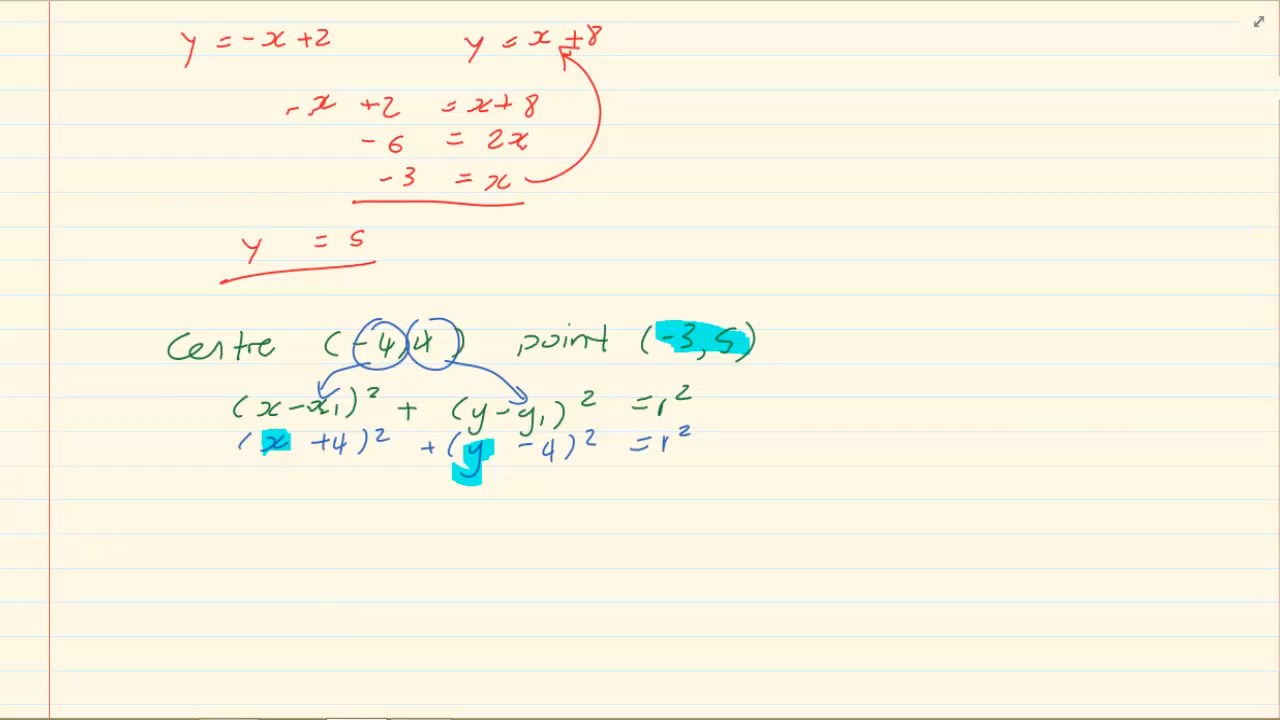 y = -x +2 y = x +8
-x +2 = x+ 8
-6 = 2x
-3 = x
y = 5
Centre (-4,4) point (-3,5)
(x-x₁)² + (y-y₁)² =r²
(x +4)² +(y -4)² =r²